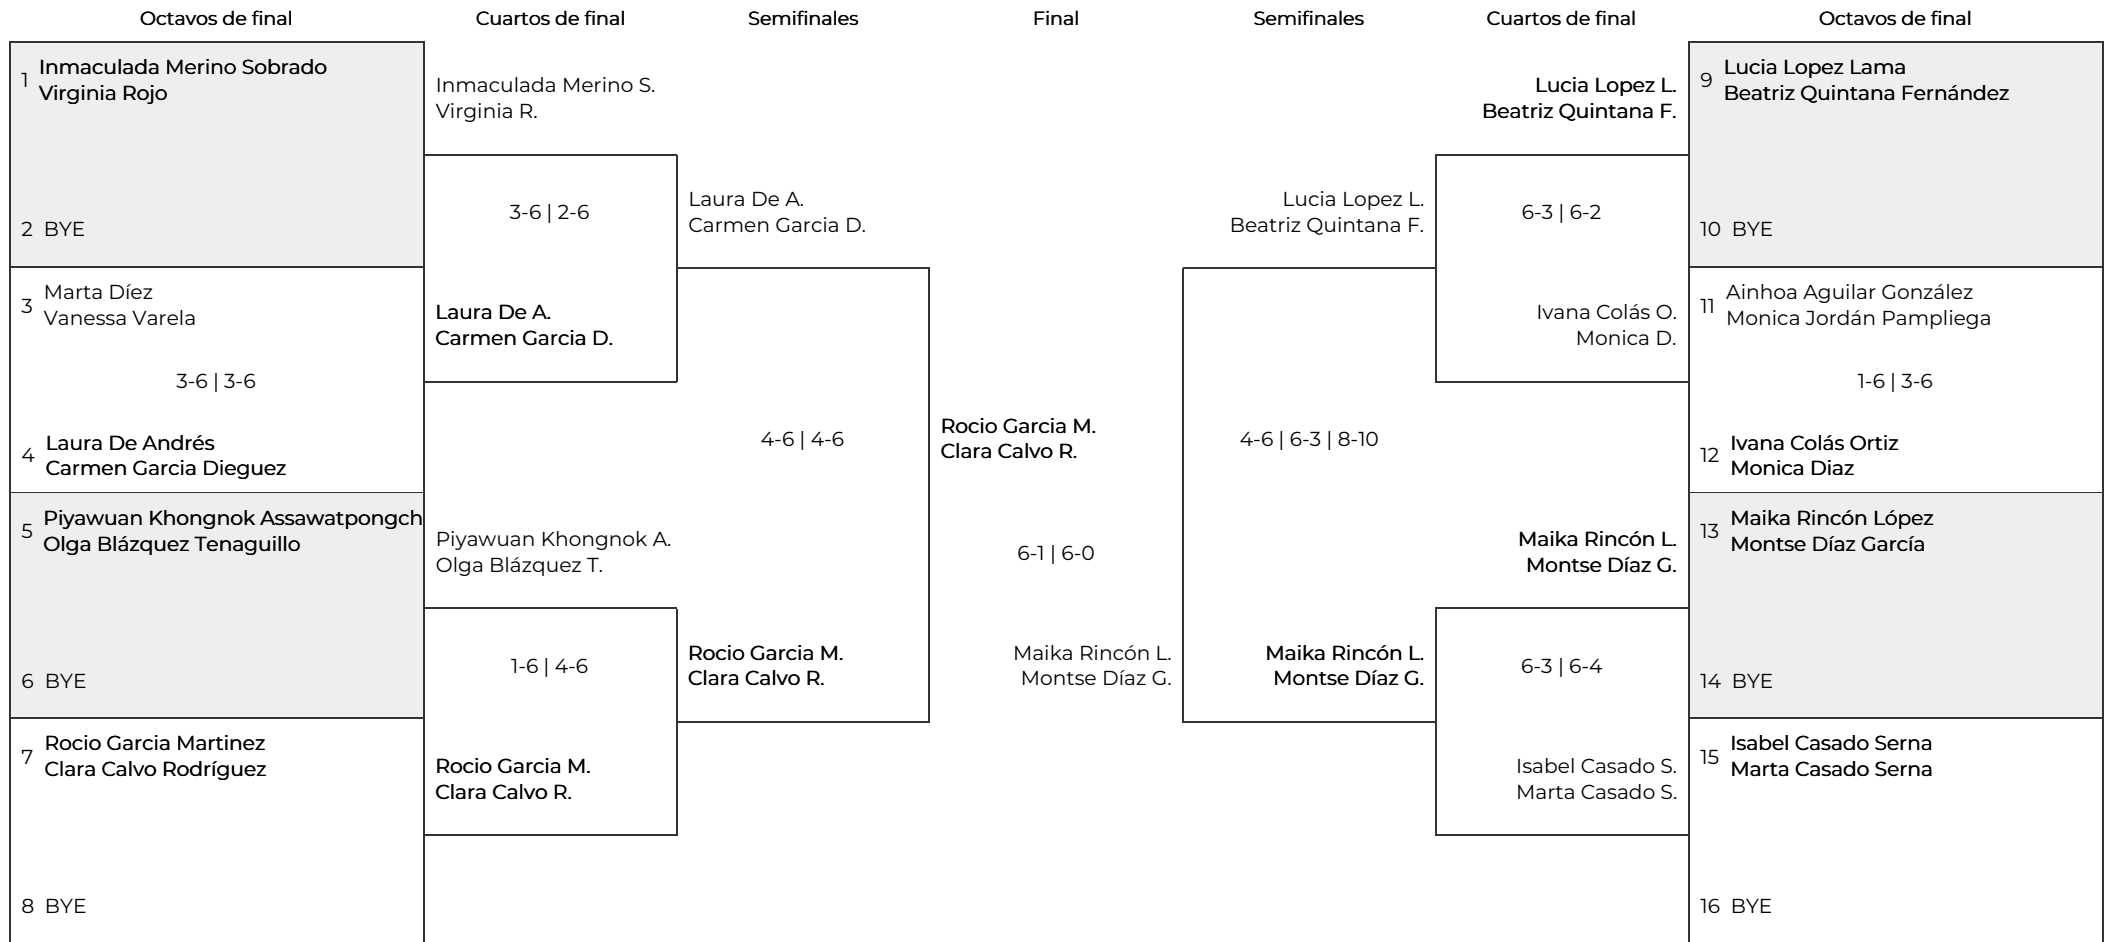 Octavos de final
Cuartos de final
Semifinales
Final
Semifinales
Cuartos de final
Octavos de final
1
Inmaculada Merino Sobrado
Virginia Rojo
2 BYE
3
Marta Díez
Vanessa Varela
3-6 | 3-6
4
Laura De Andrés
Carmen Garcia Dieguez
5
Piyawuan Khongnok Assawatpongch
Olga Blázquez Tenaguillo
6 BYE
7
Rocio Garcia Martinez
Clara Calvo Rodríguez
8 BYE
Inmaculada Merino S.
Virginia R.
3-6 | 2-6
Laura De A.
Carmen Garcia D.
Piyawuan Khongnok A.
Olga Blázquez T.
1-6 | 4-6
Rocio Garcia M.
Clara Calvo R.
Laura De A.
Carmen Garcia D.
4-6 | 4-6
Rocio Garcia M.
Clara Calvo R.
Rocio Garcia M.
Clara Calvo R.
6-1 | 6-0
Maika Rincón L.
Montse Díaz G.
Lucia Lopez L.
Beatriz Quintana F.
4-6 | 6-3 | 8-10
Maika Rincón L.
Montse Díaz G.
Lucia Lopez L.
Beatriz Quintana F.
6-3 | 6-2
Ivana Colás O.
Monica D.
Maika Rincón L.
Montse Díaz G.
6-3 | 6-4
Isabel Casado S.
Marta Casado S.
9
Lucia Lopez Lama
Beatriz Quintana Fernández
10 BYE
11
Ainhoa Aguilar González
Monica Jordán Pampliega
1-6 | 3-6
12
Ivana Colás Ortiz
Monica Diaz
13
Maika Rincón López
Montse Díaz García
14 BYE
15
Isabel Casado Serna
Marta Casado Serna
16 BYE